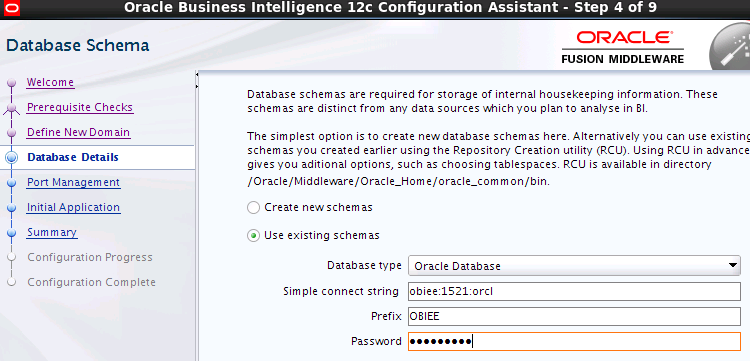 Oracle Business Intelligence 12c Configuration Assistant - Step 4 of 9
Database Schema
ORACLE
FUSION MIDDLEWARE
Welcome
Prerequisite Checks
Define New Domain
Database Details
Port Management
Initial Application
Summary
Configuration Progress
Configuration Complete
Database schemas are required for storage of internal housekeeping information. These
schemas are distinct from any data sources which you plan to analyse in BI.
The simplest option is to create new database schemas here. Alternatively you can use existing
schemas you created earlier using the Repository Creation utility (RCU). Using RCU in advance
gives you aditional options, such as choosing tablespaces. RCU is available in directory
/Oracle/Middleware/Oracle_Home/oracle_common/bin.
Create new schemas
Use existing schemas
Database type Oracle Database
Simple connect string obiee:1521:orcl
Prefix OBIEE
Password •••••••••